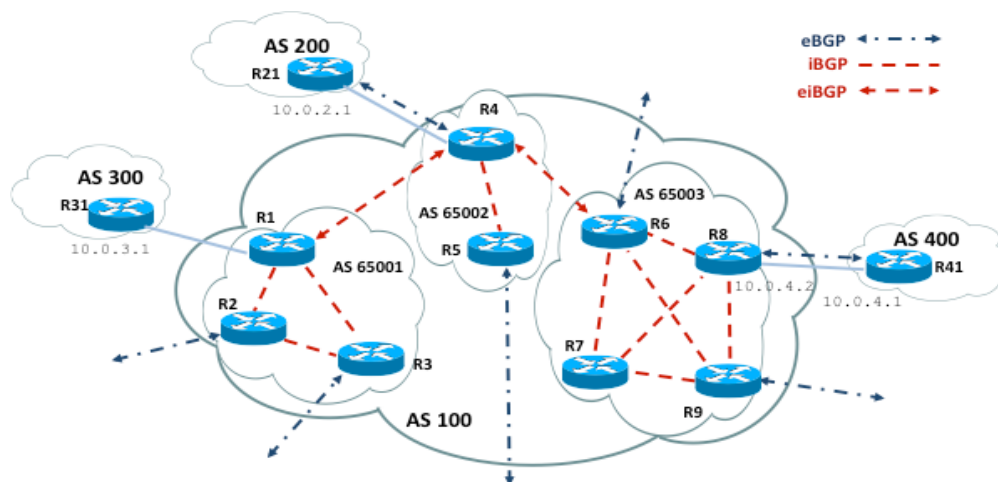 AS 200
R21
10.0.2.1
eBGP
iBGP
eiBGP
R4
AS 300
R31
10.0.3.1
R1
AS 65001
R2
R3
AS 65002
R5
AS 65003
R6
R8
AS 400
R41
10.0.4.2
10.0.4.1
R7
R9
AS 100